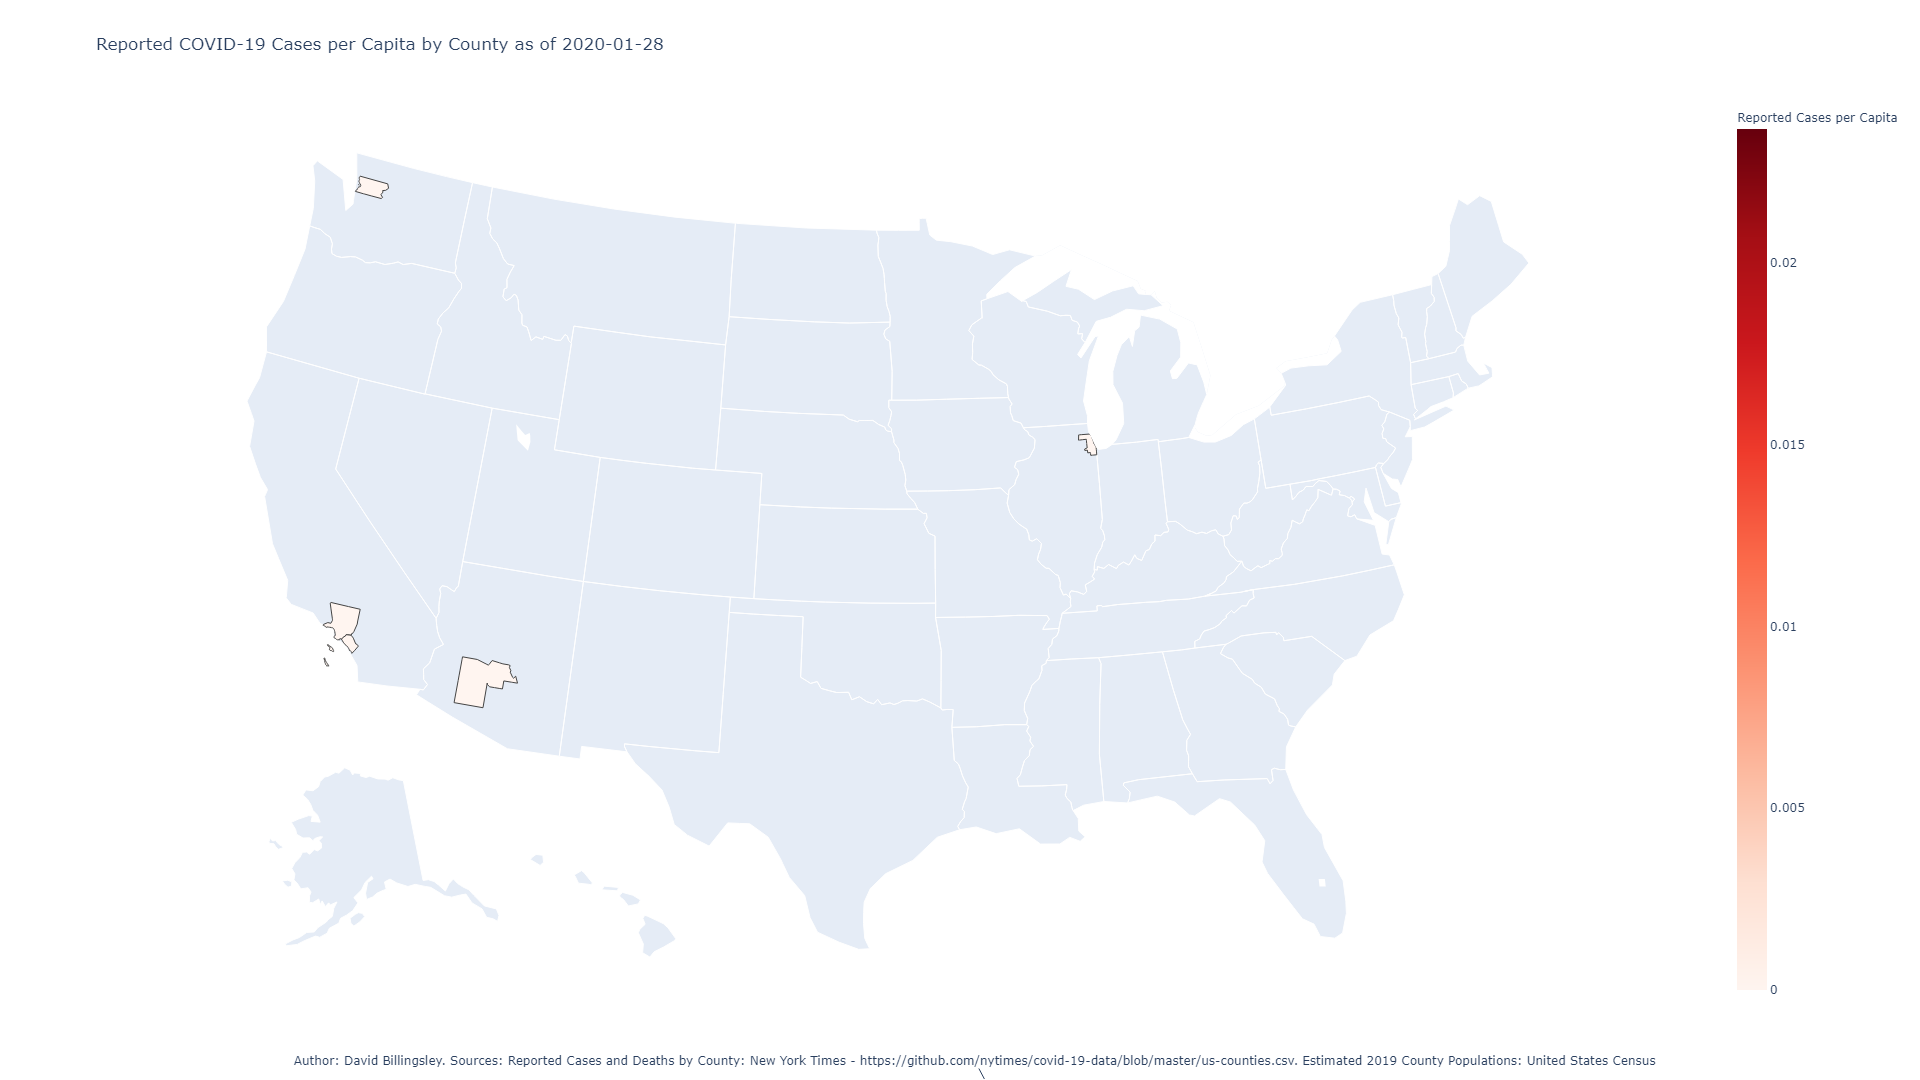 Reported COVID-19 Cases per Capita by County as of 2020-01-28
Reported Cases per Capita
0.02
0.015
0.01
0.005
0
Author: David Billingsley. Sources: Reported Cases and Deaths by County: New York Times - https://github.com/nytimes/covid-19-data/blob/master/us-counties.csv. Estimated 2019 County Populations: United States Census